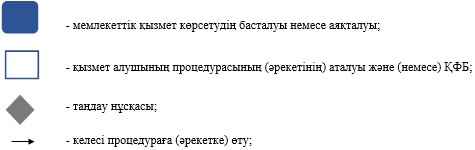 - мемлекеттік қызмет көрсетудің басталуы немесе аяқталуы;
- қызмет алушының процедурасының (әрекетінің) аталуы және (немесе) ҚФБ;
- таңдау нұсқасы;
- келесі процедураға (әрекетке) өту;